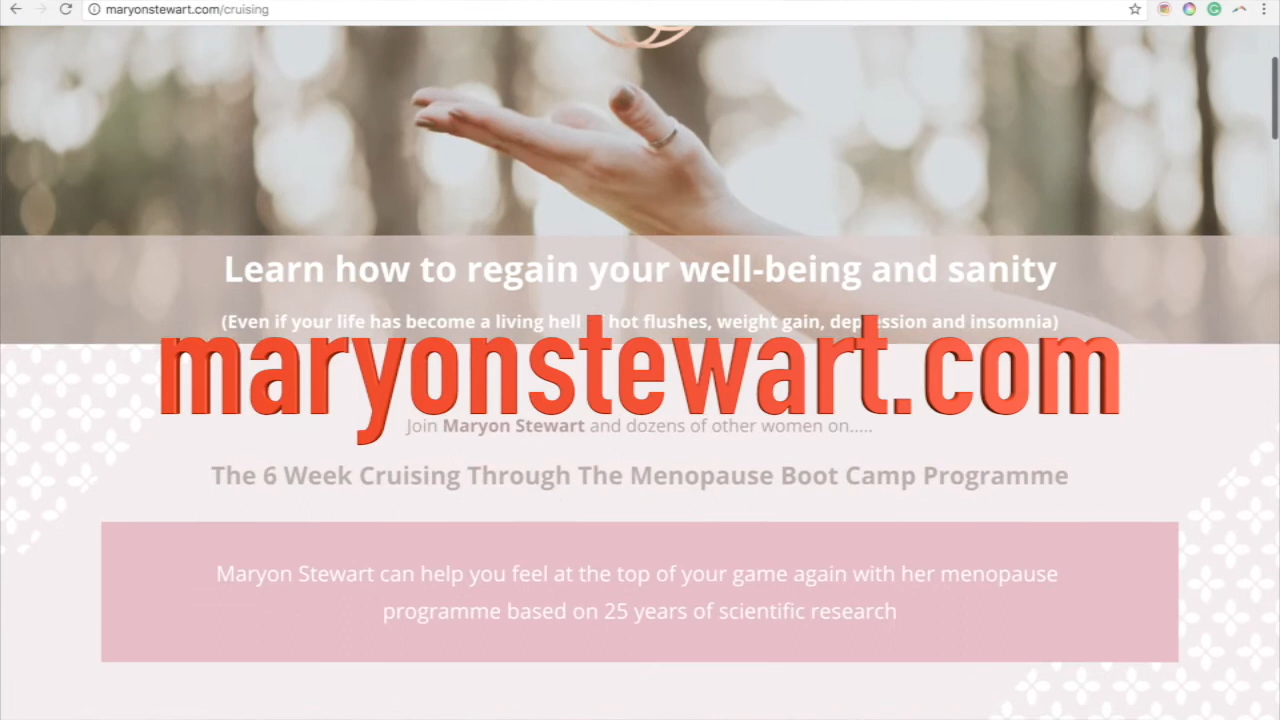 maryonstewart.com/cruising
Learn how to regain your well-being and sanity
(Even if your life has become a living hell hot flushes, weight gain, depression and insomnia)
maryonstewart.com
Join Maryon Stewart and dozens of other women on.....
The 6 Week Cruising Through The Menopause Boot Camp Programme
Maryon Stewart can help you feel at the top of your game again with her menopause
programme based on 25 years of scientific research